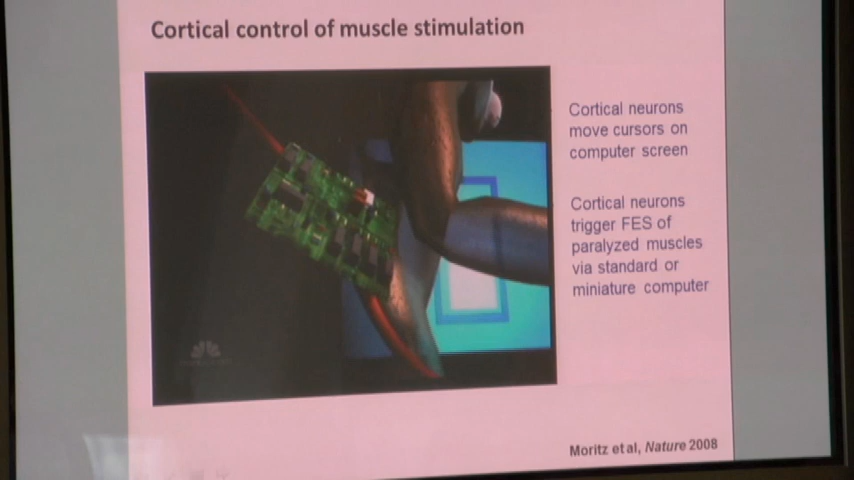 Cortical control of muscle stimulation
Cortical neurons
move cursors on
computer screen
Cortical neurons
trigger FES of
paralyzed muscles
via standard or
miniature computer
Moritz et al, Nature 2008